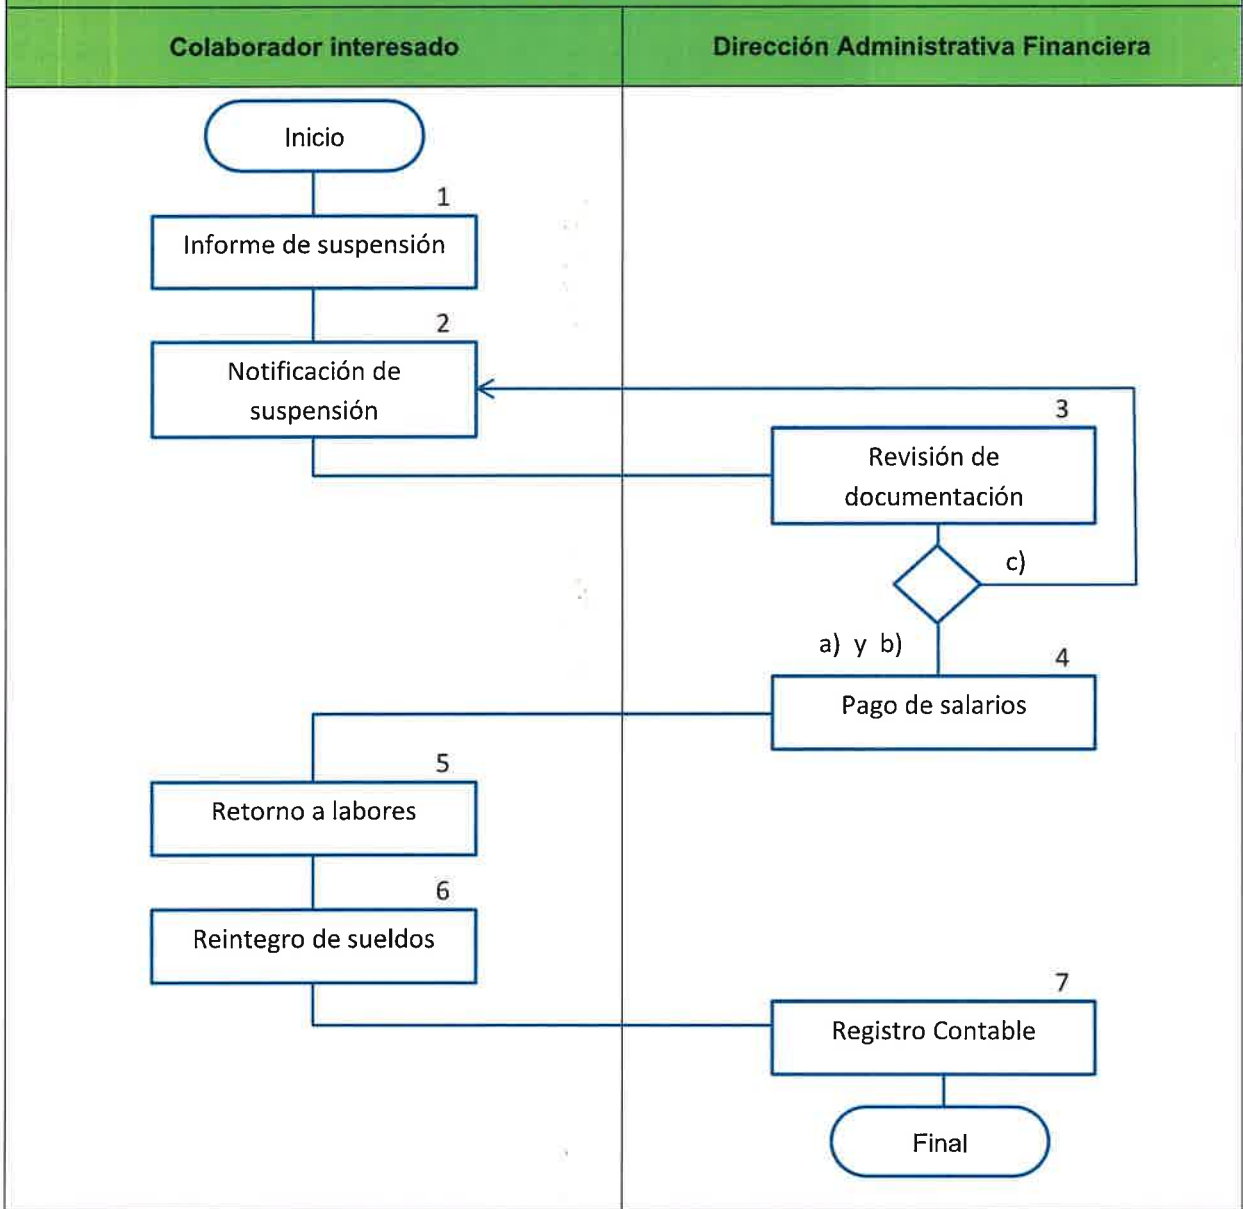 Colaborador interesado
Dirección Administrativa Financiera
Inicio
1
Informe de suspensión
2
Notificación de
suspensión
3
Revisión de
documentación
c)
a) y b)
4
Pago de salarios
5
Retorno a labores
6
Reintegro de sueldos
7
Registro Contable
Final